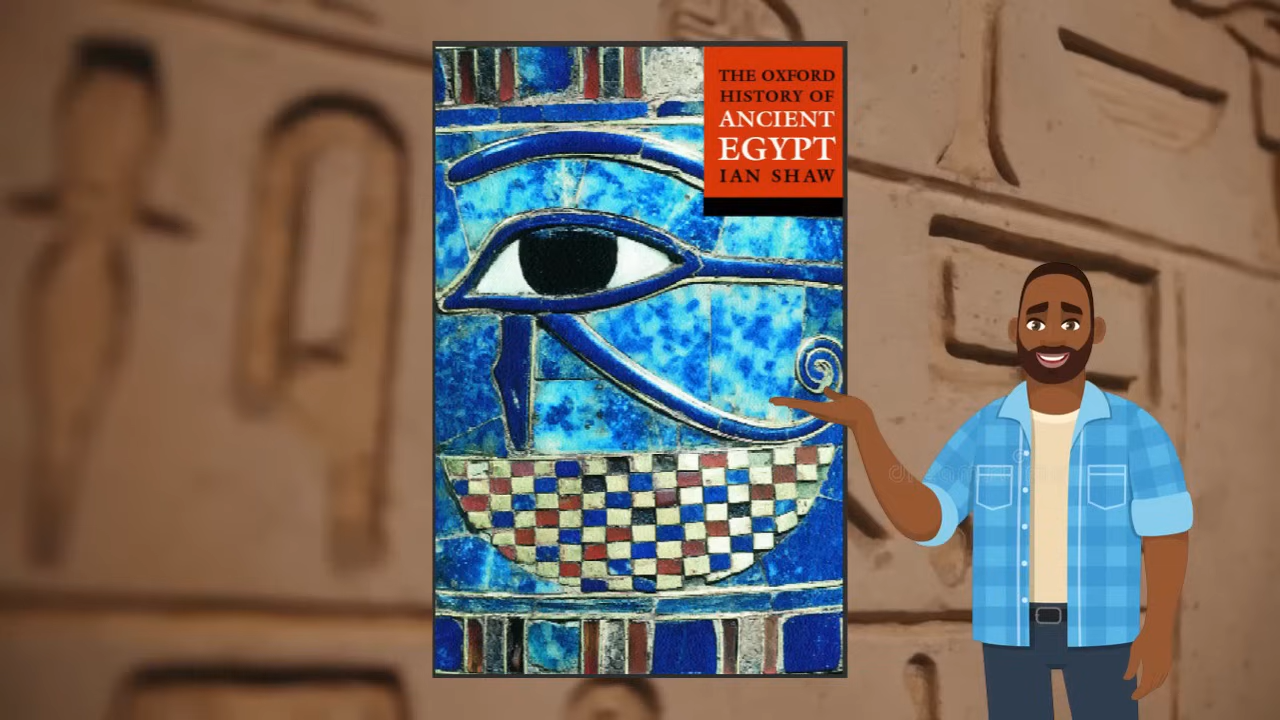 THE OXFORD
HISTORY OF
ANCIENT
EGYPT
IAN SHAW